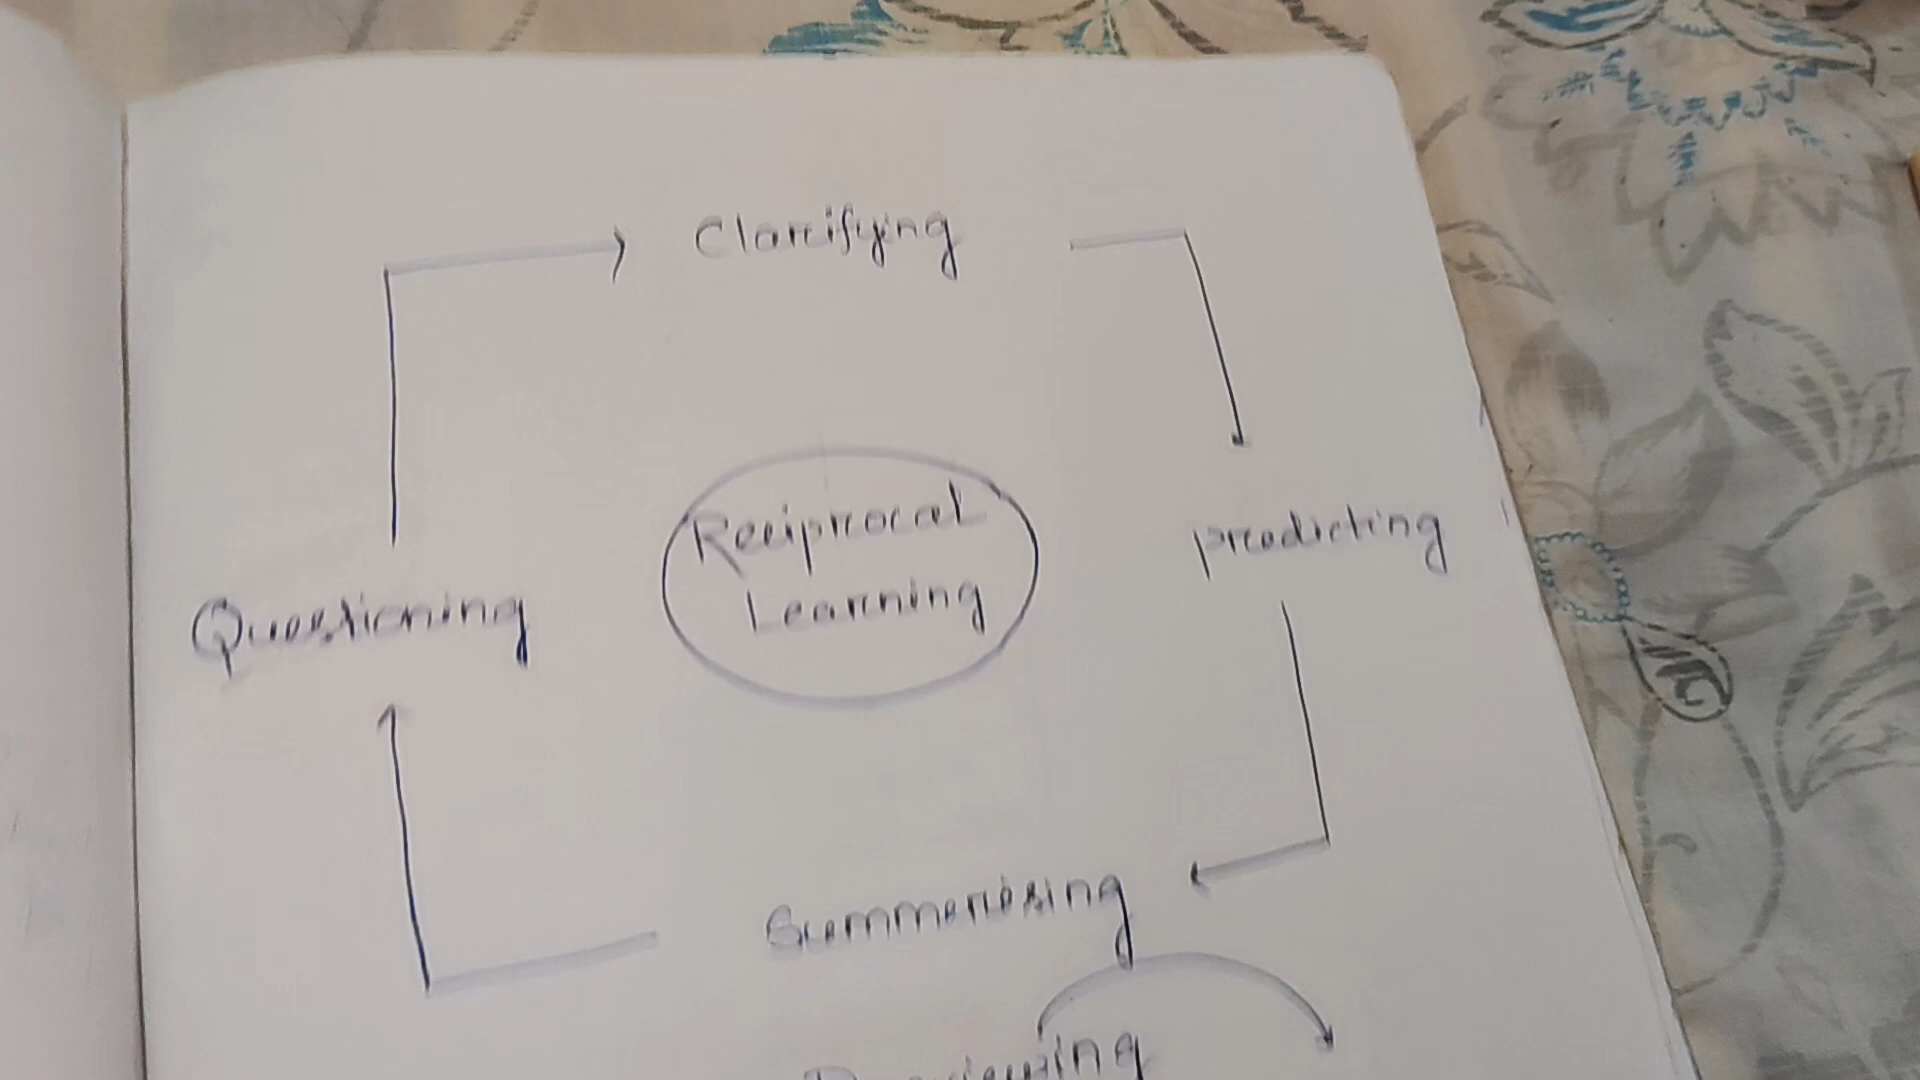 Clarifying
Reciprocal
Learning
predicting
Questioning
Summerising